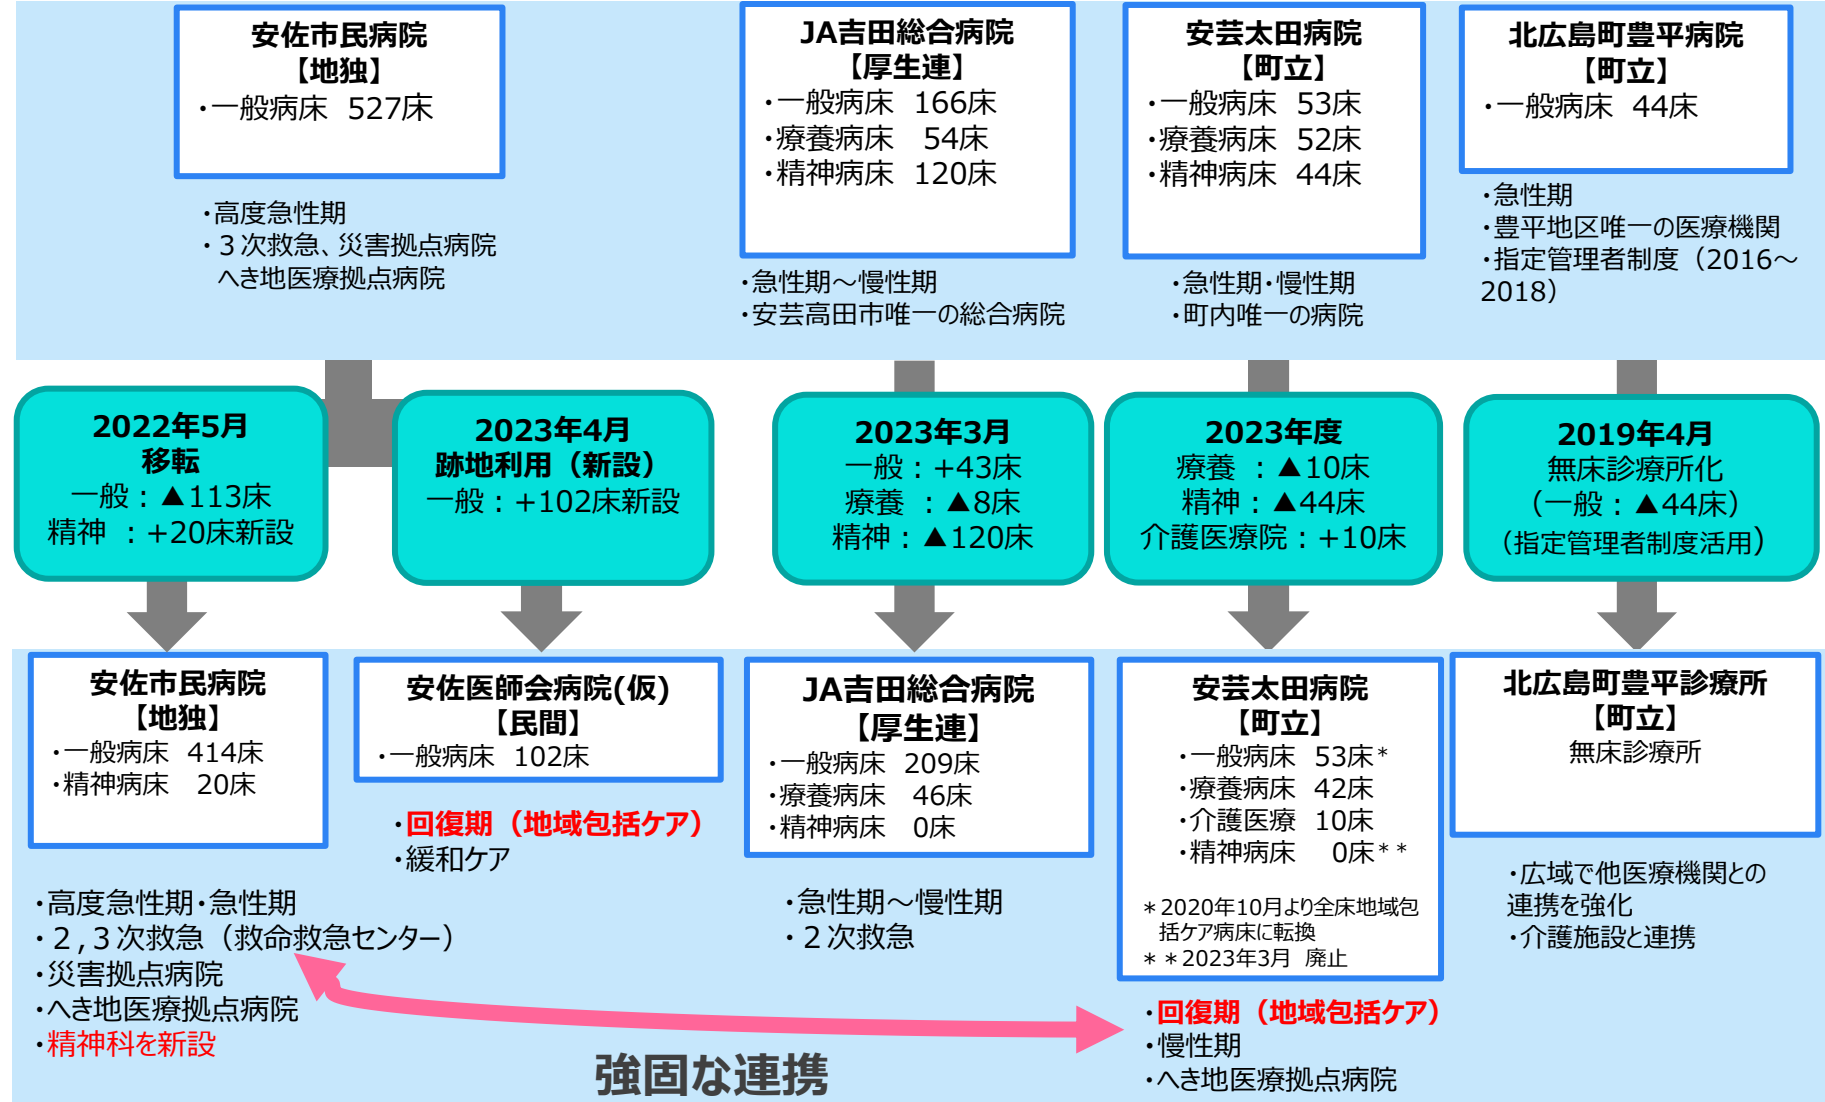 安佐市民病院
【地独】
・一般病床 527床
・高度急性期
・３次救急、災害拠点病院
へき地医療拠点病院
JA吉田総合病院
【厚生連】
・一般病床 166床
・療養病床 54床
・精神病床 120床
・急性期～慢性期
・安芸高田市唯一の総合病院
安芸太田病院
【町立】
・一般病床 53床
・療養病床 52床
・精神病床 44床
・急性期・慢性期
・町内唯一の病院
北広島町豊平病院
【町立】
・一般病床 44床
・急性期
・豊平地区唯一の医療機関
・指定管理者制度（2016～
2018）
2022年5月
移転
一般：▲113床
精神 ：+20床新設
2023年4月
跡地利用（新設）
一般：+102床新設
2023年3月
一般：+43床
療養 ：▲8床
精神：▲120床
2023年度
療養 ：▲10床
精神：▲44床
介護医療院：+10床
2019年4月
無床診療所化
（一般：▲44床）
（指定管理者制度活用）
安佐市民病院
【地独】
・一般病床 414床
・精神病床 20床
・高度急性期・急性期
・２,３次救急（救命救急センター）
・災害拠点病院
・へき地医療拠点病院
・精神科を新設
安佐医師会病院(仮)
【民間】
・一般病床 102床
・回復期（地域包括ケア）
・緩和ケア
JA吉田総合病院
【厚生連】
・一般病床 209床
・療養病床 46床
・精神病床 0床
・急性期～慢性期
・２次救急
安芸太田病院
【町立】
・一般病床 53床*
・療養病床 42床
・介護医療 10床
・精神病床 0床**
＊2020年10月より全床地域包
括ケア病床に転換
＊＊2023年3月 廃止
・回復期（地域包括ケア）
・慢性期
・へき地医療拠点病院
北広島町豊平診療所
【町立】
無床診療所
・広域で他医療機関との
連携を強化
・介護施設と連携
強固な連携